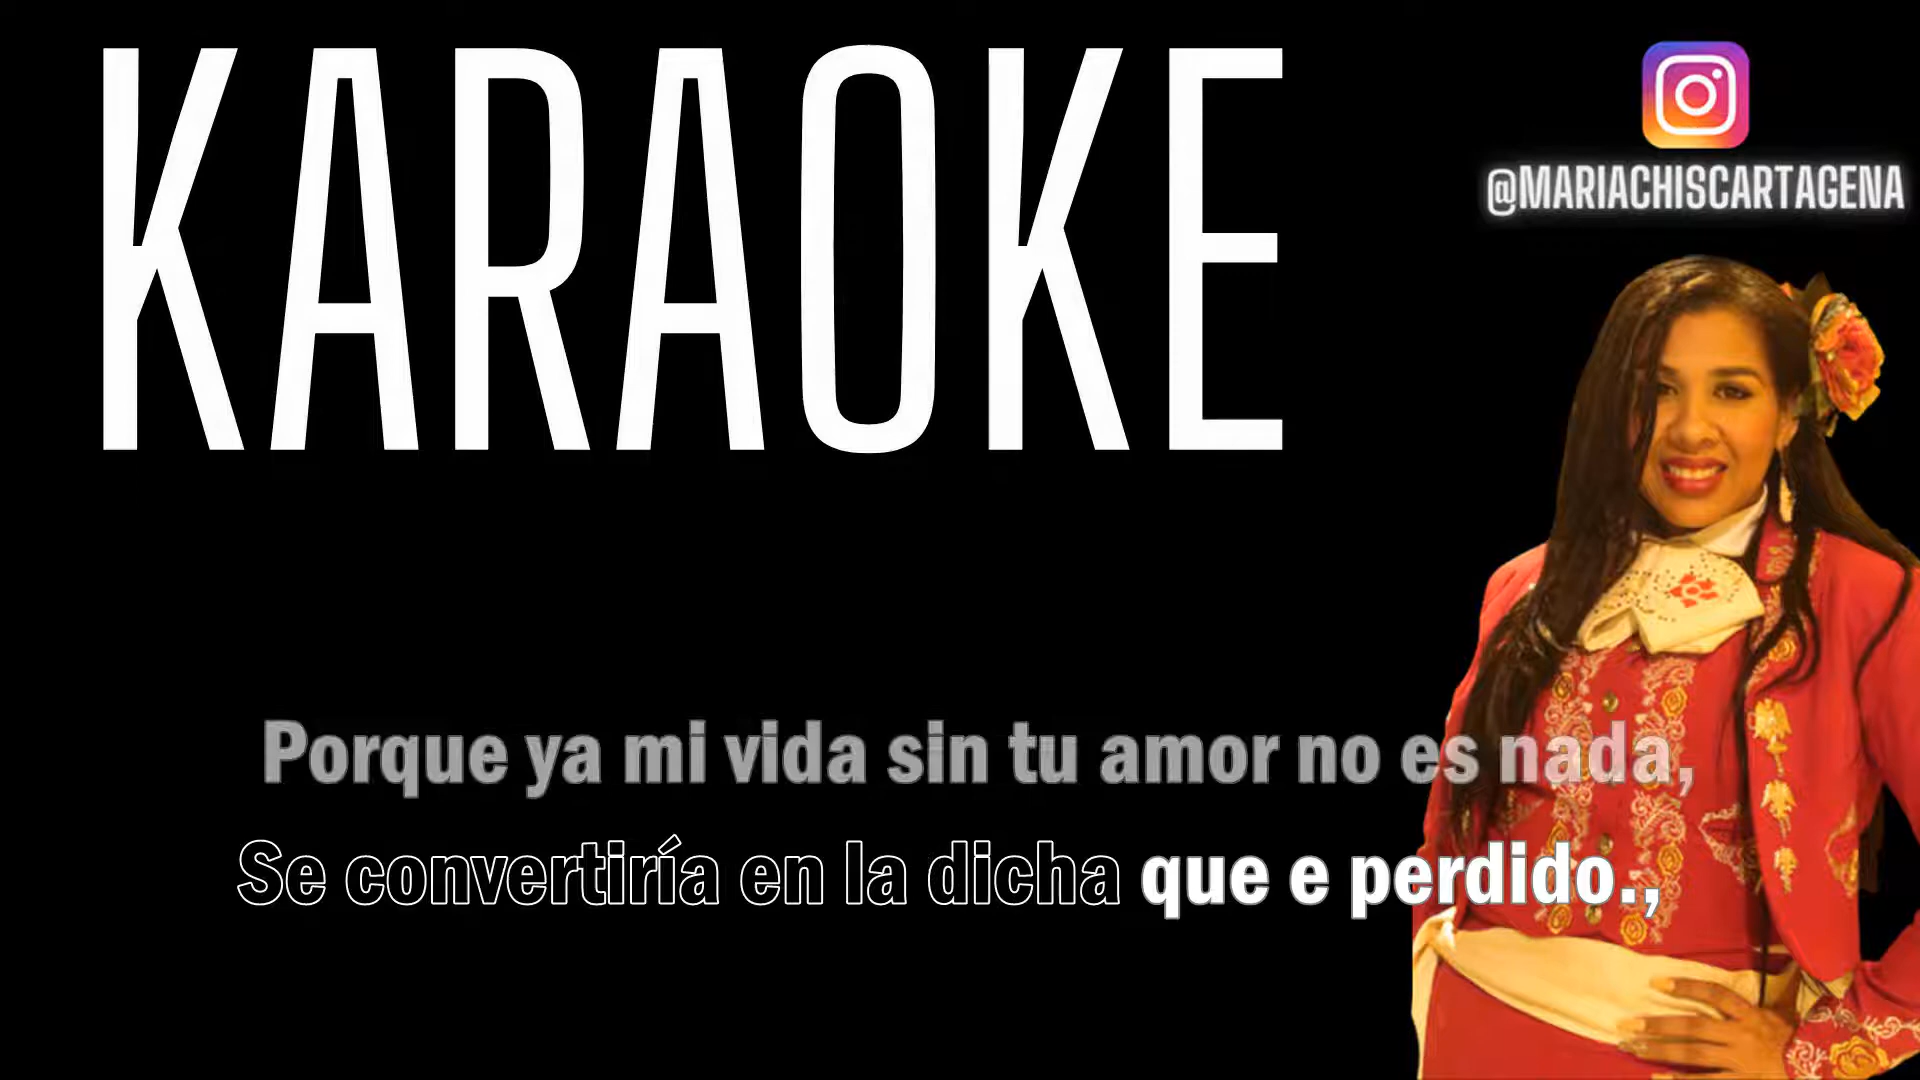 KARAOKE
@MARIACHISCARTAGENA
Porque ya mi vida sin tu amor no es nada,
Se convertiría en la dicha que e perdido.,